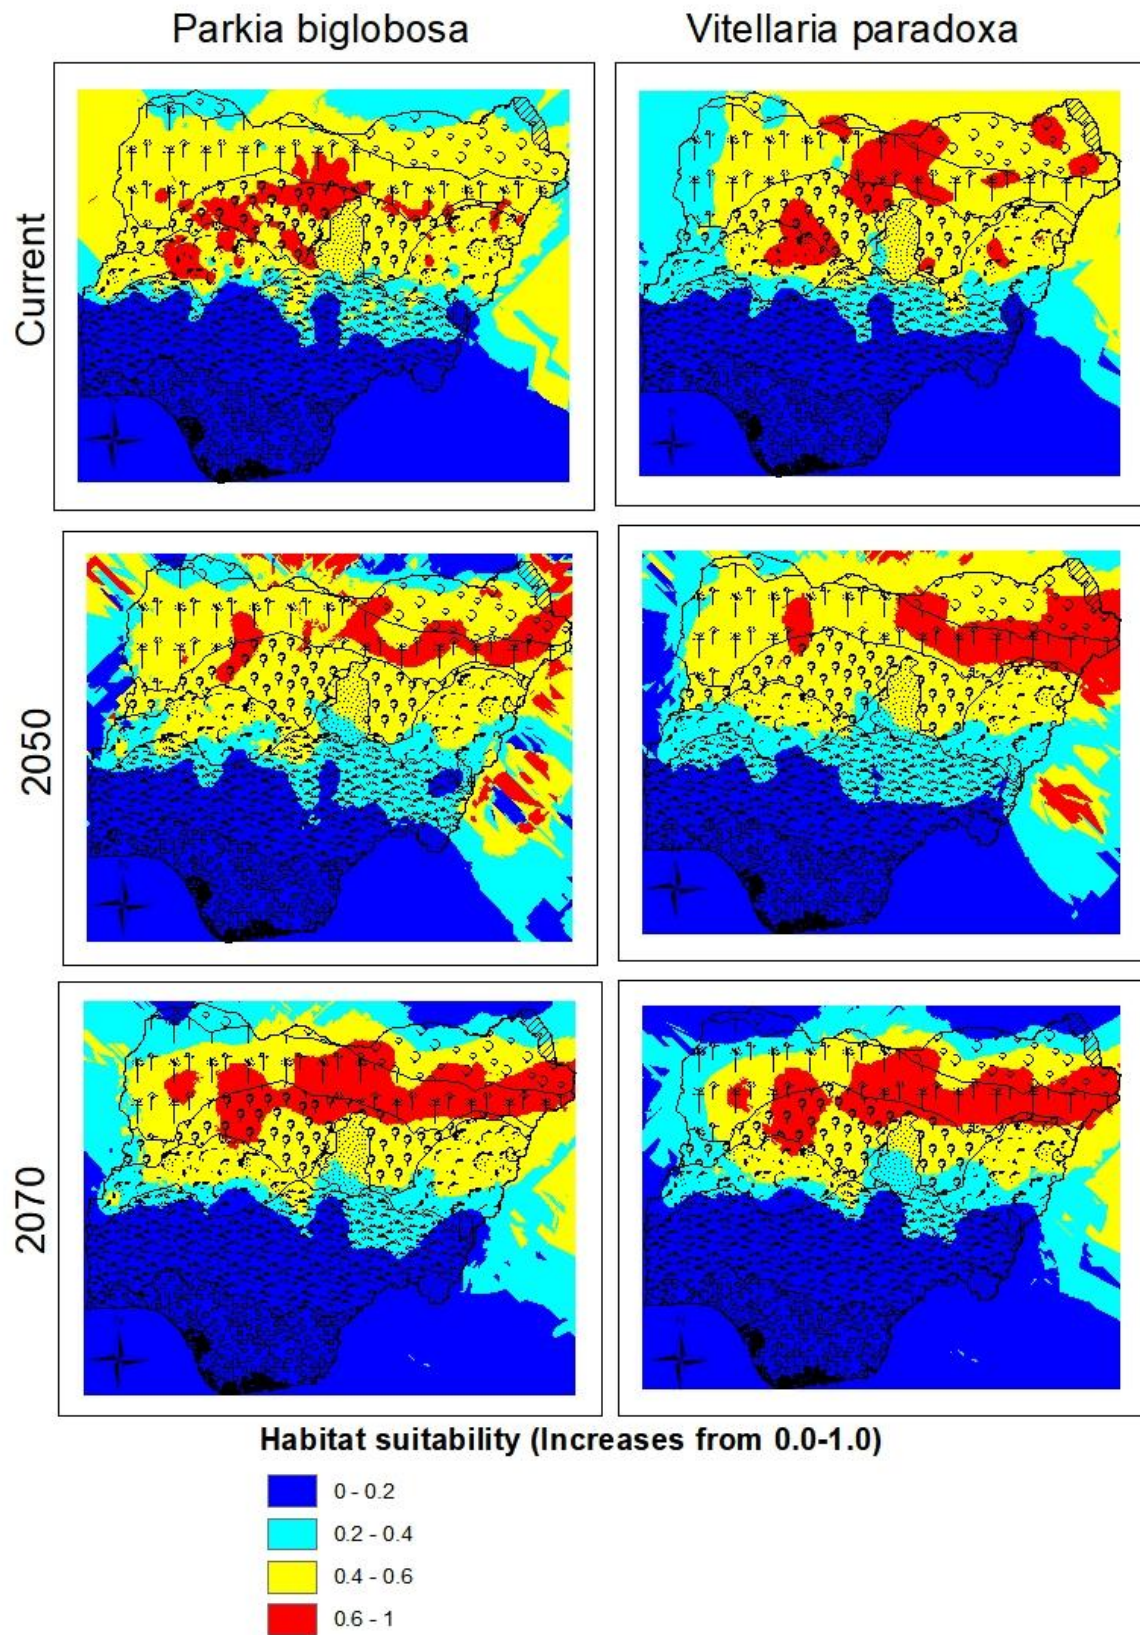 Parkia biglobosa
Vitellaria paradoxa
Current
2050
2070
Habitat suitability (Increases from 0.0-1.0)
0 - 0.2
0.2 - 0.4
0.4 - 0.6
0.6 - 1